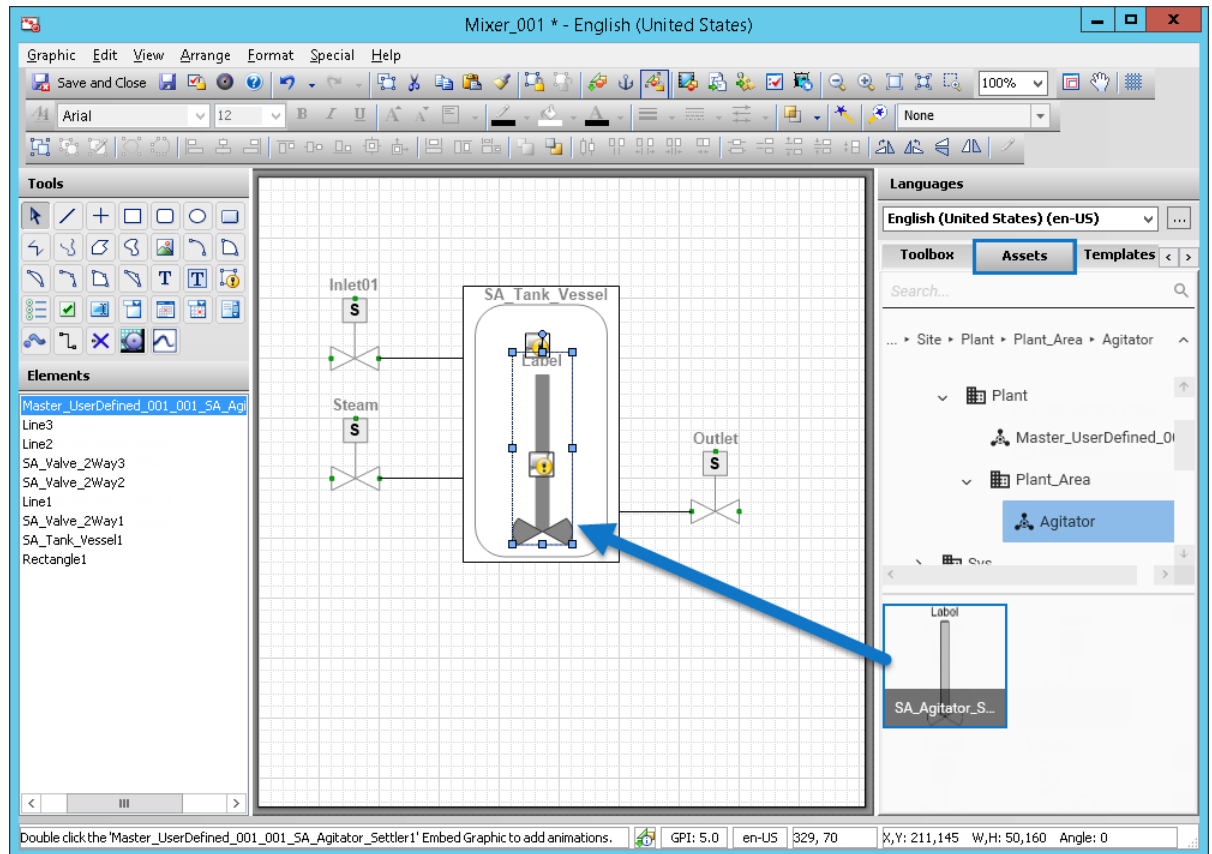 Mixer_001 * - English (United States)
Graphic Edit View Arrange Format Special Help
Save and Close 100%
Arial 12 B I U A A A None
Tools
T T
Elements
Master_UserDefined_001_001_SA_Agi
Line3
Line2
SA_Valve_2Way3
SA_Valve_2Way2
Line1
SA_Valve_2Way1
SA_Tank_Vessel1
Rectangle1
Inlet01
S
SA_Tank_Vessel
Label
Steam
S
Outlet
S
Languages
English (United States) (en-US) ...
Toolbox Assets Templates
Search...
... Site Plant Plant_Area Agitator
Plant
Master_UserDefined_00
Plant_Area
Agitator
Sys
Label
SA_Agitator_S...
Double click the 'Master_UserDefined_001_001_SA_Agitator_Settler1' Embed Graphic to add animations. GPI: 5.0 en-US 329, 70 X,Y: 211,145 W,H: 50,160 Angle: 0